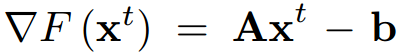 ∇F (𝐱ᵗ) = 𝐀𝐱ᵗ − 𝐛